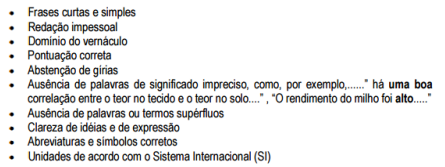 • Frases curtas e simples
• Redação impessoal
• Domínio do vernáculo
• Pontuação correta
• Abstenção de gírias
• Ausência de palavras de significado impreciso, como, por exemplo,......" há uma boa
correlação entre o teor no tecido e o teor no solo....", "O rendimento do milho foi alto....."
• Ausência de palavras ou termos supérfluos
• Clareza de idéias e de expressão
• Abreviaturas e símbolos corretos
• Unidades de acordo com o Sistema Internacional (SI)